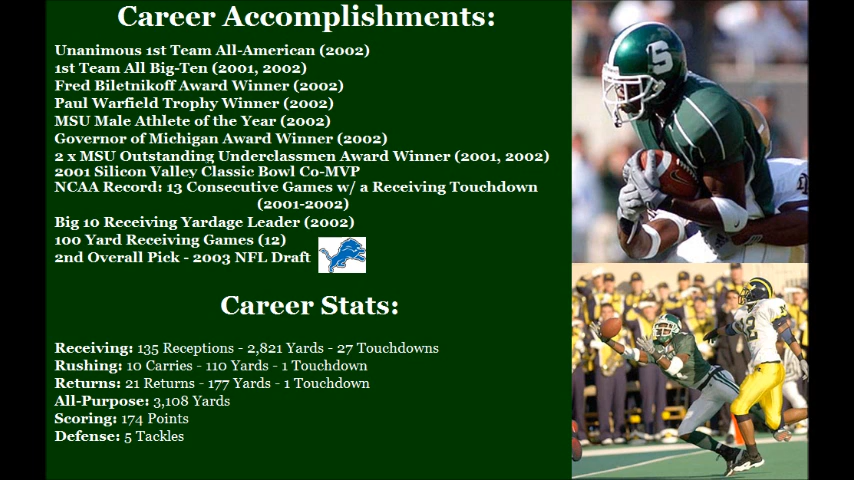 Career Accomplishments:
Unanimous 1st Team All-American (2002)
1st Team All Big-Ten (2001, 2002)
Fred Biletnikoff Award Winner (2002)
Paul Warfield Trophy Winner (2002)
MSU Male Athlete of the Year (2002)
Governor of Michigan Award Winner (2002)
2 x MSU Outstanding Underclassmen Award Winner (2001, 2002)
2001 Silicon Valley Classic Bowl Co-MVP
NCAA Record: 13 Consecutive Games w/ a Receiving Touchdown
(2001-2002)
Big 10 Receiving Yardage Leader (2002)
100 Yard Receiving Games (12)
2nd Overall Pick - 2003 NFL Draft
Career Stats:
Receiving: 135 Receptions - 2,821 Yards - 27 Touchdowns
Rushing: 10 Carries - 110 Yards - 1 Touchdown
Returns: 21 Returns - 177 Yards - 1 Touchdown
All-Purpose: 3,108 Yards
Scoring: 174 Points
Defense: 5 Tackles
S